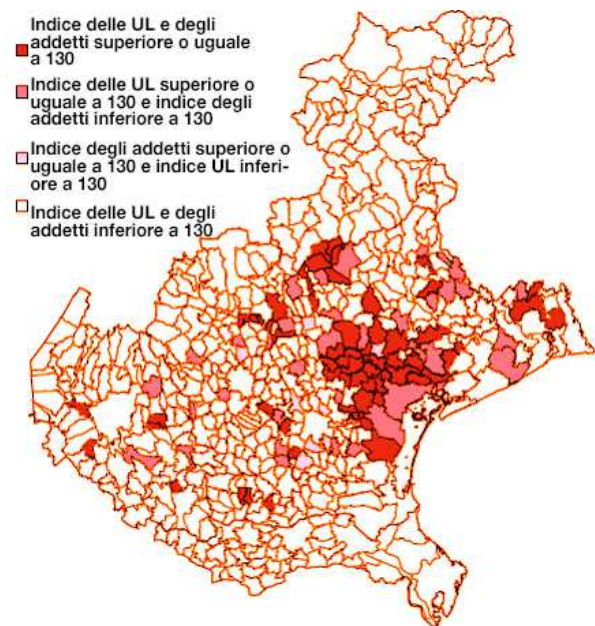 Indice delle UL e degli
addetti superiore o uguale
a 130
Indice delle UL superiore o
uguale a 130 e indice degli
addetti inferiore a 130
Indice degli addetti superiore o
uguale a 130 e indice UL inferi-
ore a 130
Indice delle UL e degli
addetti inferiore a 130